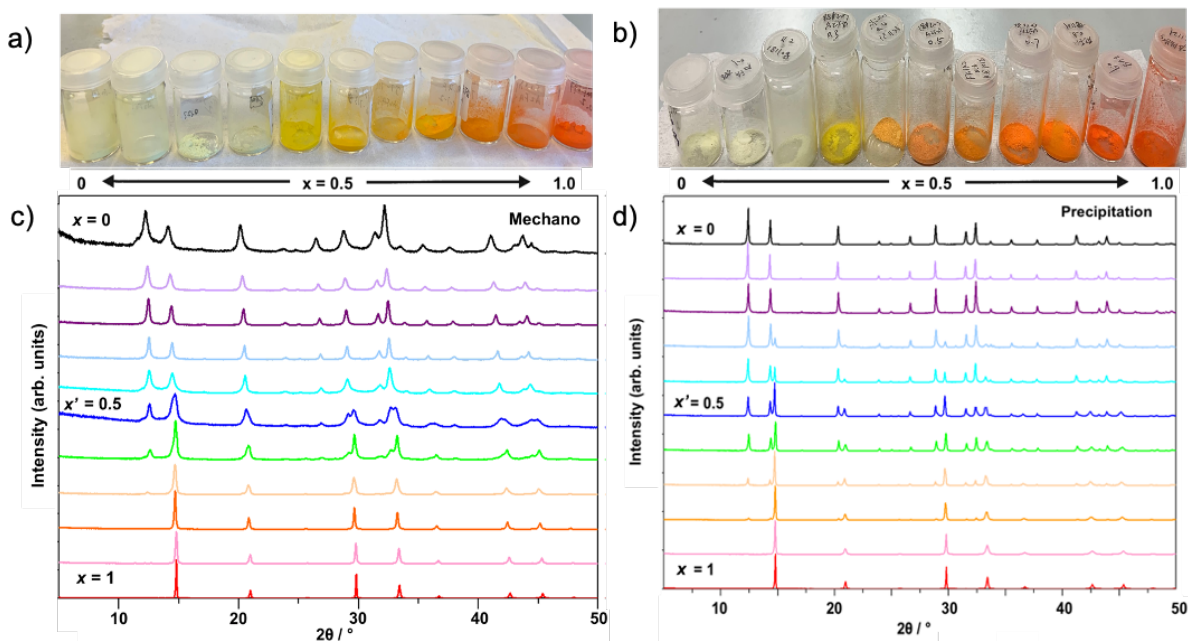 a)
0 x = 0.5 1.0
b)
0 x = 0.5 1.0
c)
x = 0
Mechano
x' = 0.5
x = 1
Intensity (arb. units)
10 20 30 40 50
2θ / °
d)
x = 0
Precipitation
x' = 0.5
x = 1
Intensity (arb. units)
10 20 30 40 50
2θ / °